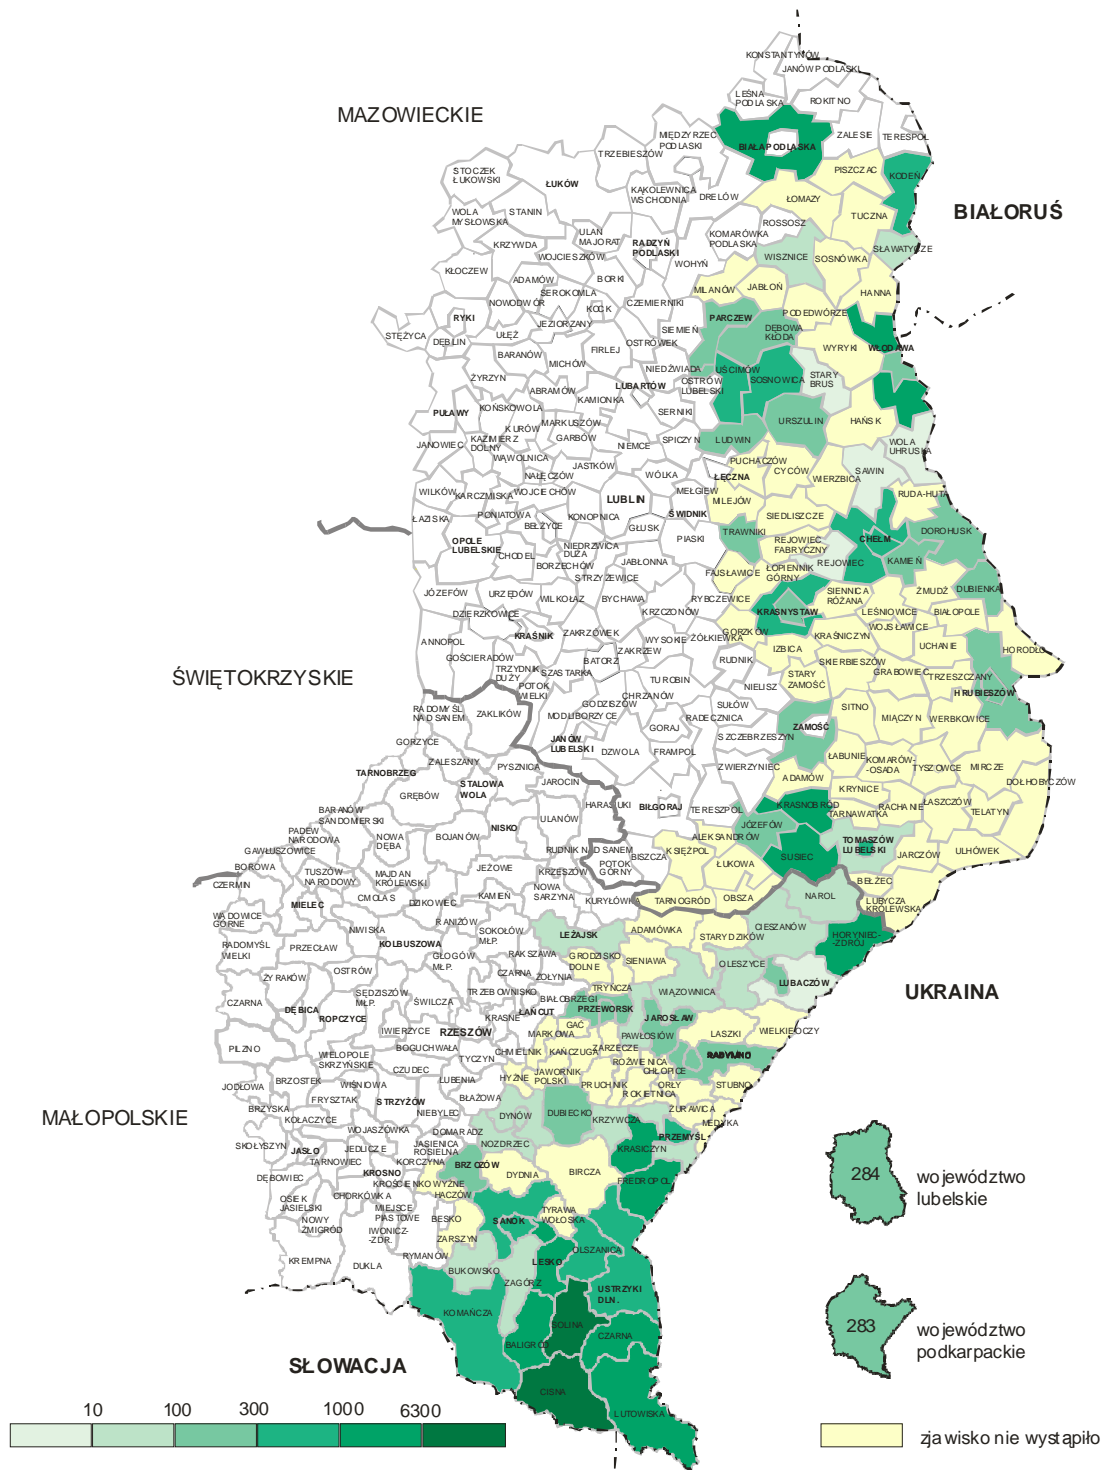 KONSTANTYNÓW
JANÓW PODLASKI
LEŚNA
PODLASKA
ROKITNO
MAZOWIECKIE
MIĘDZYRZEC
PODLASKI
BIAŁA PODLASKA
ZALESIE
TERESPOL
TRZEBIESZÓW
STOCZEK
ŁUKOWSKI
ŁUKÓW
KĄKOLEWNICA
WSCHODNIA
DRELÓW
PISZCZAC
KODEŃ
ŁOMAZY
BIAŁORUŚ
WOLA
MYSŁOWSKA
STANIN
ROSSOSZ
TUCZNA
KRZYWDA
ULAN
MAJORAT
RADZYŃ
PODLASKI
KOMARÓWKA
PODLASKA
WISZNICE
SOSNÓWKA
SŁAWATYCZE
WOJCIESZKÓW
WOHYŃ
KŁOCZEW
ADAMÓW
BORKI
MILANÓW
JABŁOŃ
HANNA
SEROKOMLA
NOWODWÓR
KOCK
CZEMIERNIKI
RYKI
JEZIORZANY
PARCZEW
PODEDWÓRZE
STĘŻYCA
DĘBLIN
UŁĘŻ
SIEMIEŃ
DĘBOWA
KŁODA
WYRYKI
WŁODAWA
BARANÓW
MICHÓW
FIRLEJ
OSTRÓWEK
NIEDŹWIADA
UŚCIMÓW
SOSNOWICA
STARY
BRUS
ŻYRZYN
ABRAMÓW
LUBARTÓW
OSTRÓW
LUBELSKI
KAMIONKA
PUŁAWY
KOŃSKOWOLA
SERNIKI
URSZULIN
HAŃSK
KURÓW
MARKUSZÓW
GARBÓW
JANOWIEC
KAZIMIERZ
DOLNY
NIEMCE
SPICZYN
LUDWIN
WOLA
UHRUSKA
WĄWOLNICA
JASTKÓW
PUCHACZÓW
CYCÓW
SAWIN
NAŁĘCZÓW
WÓLKA
ŁĘCZNA
WIERZBICA
WILKÓW
KARCZMISKA
WOJCIECHÓW
LUBLIN
MEŁGIEW
MILEJÓW
RUDA-HUTA
ŁAZISKA
PONIATOWA
BEŁŻYCE
KONOPNICA
GŁUSK
ŚWIDNIK
SIEDLISZCZE
DOROHUSK
OPOLE
LUBELSKIE
CHODEL
NIEDRZWICA
DUŻA
PIASKI
TRAWNIKI
REJOWIEC
FABRYCZNY
CHEŁM
BORZECHÓW
JABŁONNA
REJOWIEC
KAMIEŃ
STRZYŻEWICE
FAJSŁAWICE
ŁOPIENNIK
GÓRNY
JÓZEFÓW
URZĘDÓW
WILKOŁAZ
BYCHAWA
RYBCZEWICE
SIENNICA
RÓŻANA
ŻMUDŹ
DUBIENKA
DZIERZKOWICE
KRZCZONÓW
KRASNYSTAW
LEŚNIOWICE
BIAŁOPOLE
KRAŚNIK
ZAKRZÓWEK
WYSOKIE
ŻÓŁKIEWKA
GORZKÓW
KRAŚNICZYN
WOJSŁAWICE
ANNOPOL
GOŚCIERADÓW
BATORZ
ZAKRZEW
IZBICA
UCHANIE
HORODŁO
TRZYDNIK
DUŻY
SZASTARKA
RUDNIK
SKIERBIESZÓW
GRABOWIEC
TRZESZCZANY
ŚWIĘTOKRZYSKIE
POTOK
WIELKI
TUROBIN
STARY
ZAMOŚĆ
HRUBIESZÓW
CHRZANÓW
NIELISZ
RADOMYŚL
NAD SANEM
ZAKLIKÓW
GODZISZÓW
SUŁÓW
SITNO
MODLIBORZYCE
RADECZNICA
MIĄCZYN
WERBKOWICE
GORAJ
ZAMOŚĆ
GORZYCE
JANÓW
LUBELSKI
SZCZEBRZESZYN
DZWOLA
FRAMPOL
ŁABUNIE
ZALESZANY
PYSZNICA
ZWIERZYNIEC
KOMARÓW-
-OSADA
TYSZOWCE
MIRCZE
TARNOBRZEG
STALOWA
WOLA
JAROCIN
ADAMÓW
DOŁHOBYCZÓW
GRĘBÓW
KRYNICE
HARASIUKI
BIŁGORAJ
TERESZPOL
KRASNOBRÓD
RACHANIE
ŁASZCZÓW
BARANÓW
SANDOMIERSKI
ULANÓW
TARNAWATKA
TELATYN
NISKO
JÓZEFÓW
PADEW
NARODOWA
NOWA
DĘBA
BOJANÓW
ALEKSANDRÓW
TOMASZÓW
LUBELSKI
GAWŁUSZOWICE
RUDNIK NAD SANEM
BISZCZA
KSIĘŻPOL
SUSIEC
JARCZÓW
ULHÓWEK
BOROWA
TUSZÓW
NARODOWY
MAJDAN
KRÓLEWSKI
JEŻOWE
KRZESZÓW
POTOK
GÓRNY
ŁUKOWA
BEŁŻEC
CZERMIN
CMOLAS
DZIKOWIEC
KAMIEŃ
NOWA
SARZYNA
KURYŁÓWKA
TARNOGRÓD
OBSZA
NAROL
LUBYCZA
KRÓLEWSKA
MIELEC
WADOWICE
GÓRNE
NIWISKA
RANIŻÓW
SOKOŁÓW
MŁP.
LEŻAJSK
ADAMÓWKA
STARY DZIKÓW
CIESZANÓW
HORYNIEC-
-ZDRÓJ
RADOMYŚL
WIELKI
PRZECŁAW
KOLBUSZOWA
GŁOGÓW
MŁP.
RAKSZAWA
GRODZISKO
DOLNE
SIENIAWA
OLESZYCE
ŻYRAKÓW
OSTRÓW
CZARNA
ŻOŁYNIA
LUBACZÓW
CZARNA
SĘDZISZÓW
MŁP.
ŚWILCZA
TRZEBOWNISKO
BIAŁOBRZEGI
TRYŃCZA
WIĄZOWNICA
UKRAINA
DĘBICA
ROPCZYCE
KRASNE
ŁAŃCUT
PRZEWORSK
JAROSŁAW
IWIERZYCE
RZESZÓW
GAĆ
MARKOWA
PAWŁOSIÓW
LASZKI
WIELKIE OCZY
PILZNO
BOGUCHWAŁA
CHMIELNIK
KAŃCZUGA
ZARZECZE
WIELOPOLE
SKRZYŃSKIE
TYCZYN
ROŹWIENICA
RADYMNO
CZUDEC
CHŁOPICE
JODŁOWA
BRZOSTEK
WIŚNIOWA
LUBENIA
HYŻNE
JAWORNIK
POLSKI
PRUCHNIK
ORŁY
STUBNO
MAŁOPOLSKIE
FRYSZTAK
STRZYŻÓW
BŁAŻOWA
ROKIETNICA
BRZYSKA
KOŁACZYCE
NIEBYLEC
DYNÓW
DUBIECKO
KRZYWCZA
ŻURAWICA
MEDYKA
284
województwo
lubelskie
WOJASZÓWKA
DOMARADZ
SKOŁYSZYN
JASŁO
JEDLICZE
JASIENICA
ROSIELNA
NOZDRZEC
KRASICZYN
PRZEMYŚL
TARNOWIEC
KORCZYNA
BRZOZÓW
DĘBOWIEC
KROSNO
DYDNIA
BIRCZA
FREDROPOL
KROŚCIENKO WYŻNE
OSIEK
JASIELSKI
CHORKÓWKA
HACZÓW
MIEJSCE
PIASTOWE
TYRAWA
WOŁOSKA
NOWY
ŻMIGRÓD
IWONICZ-
-ZDR.
BESKO
SANOK
ZARSZYN
KREMPNA
DUKLA
RYMANÓW
LESKO
OLSZANICA
BUKOWSKO
ZAGÓRZ
USTRZYKI
DLN.
KOMAŃCZA
SOLINA
CZARNA
283
województwo
podkarpackie
BALIGRÓD
SŁOWACJA
CISNA
LUTOWISKA
10 100 300 1000 6300
zjawisko nie wystąpiło